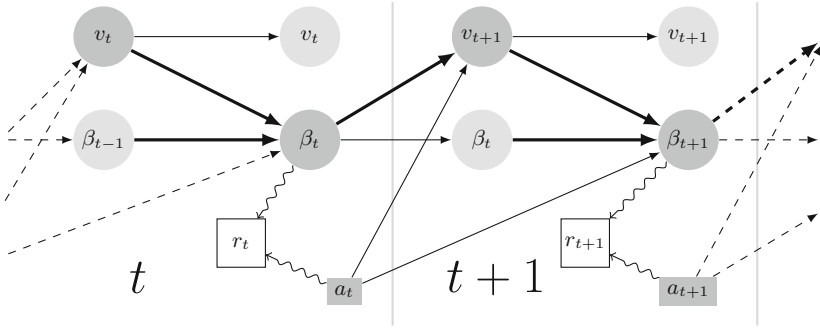 v_t v_t v_{t+1} v_{t+1}
β_{t−1} β_t β_t β_{t+1}
r_t r_{t+1}
t a_t t + 1 a_{t+1}